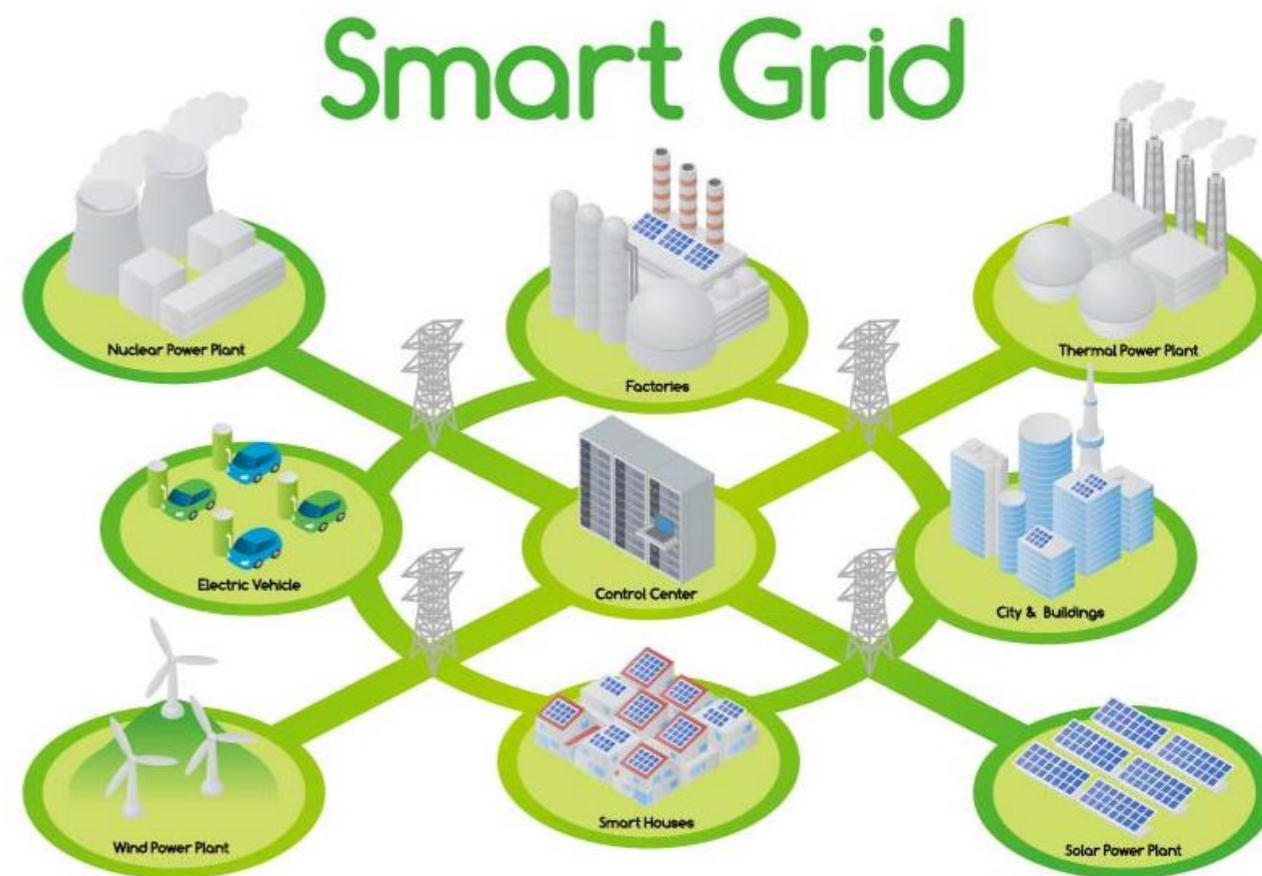 Smart Grid
Nuclear Power Plant
Factories
Thermal Power Plant
Electric Vehicle
Control Center
City & Buildings
Wind Power Plant
Smart Houses
Solar Power Plant